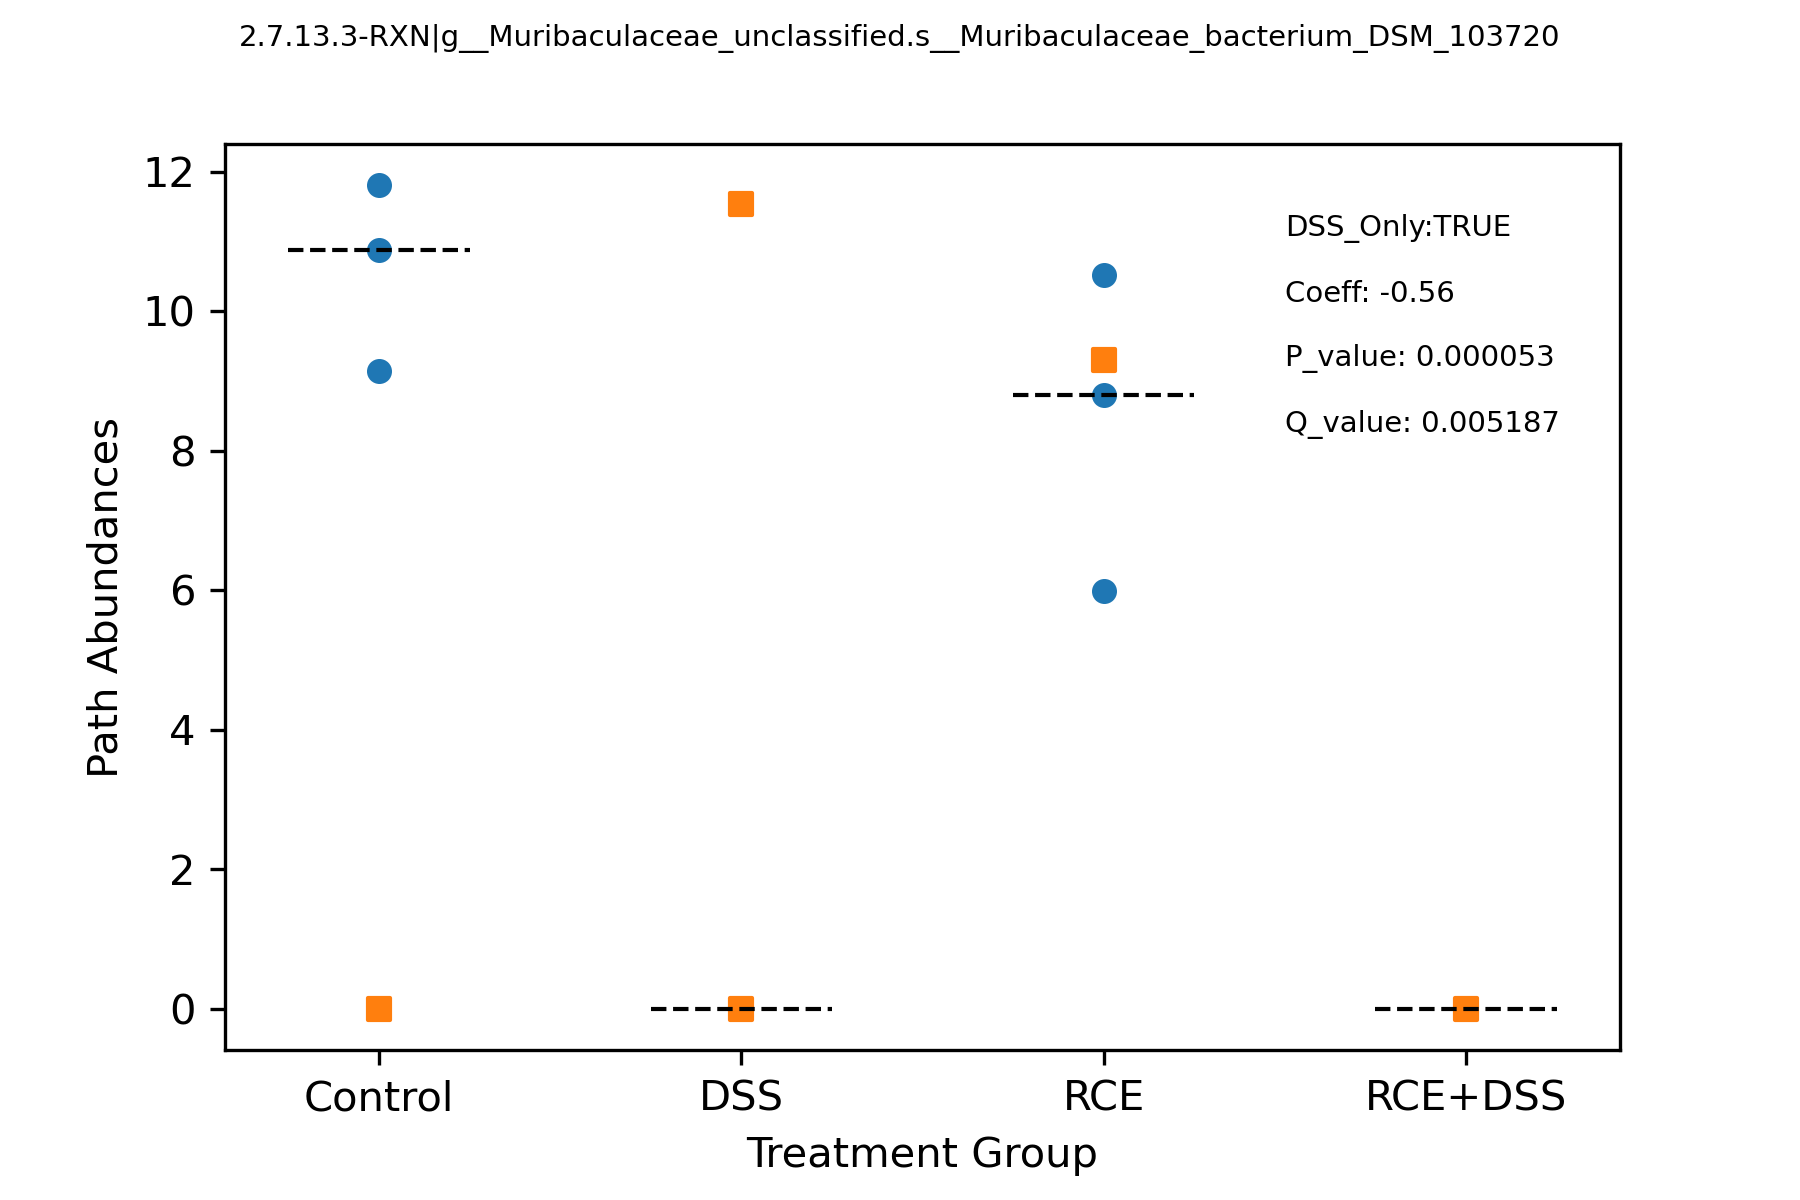 2.7.13.3-RXN|g__Muribaculaceae_unclassified.s__Muribaculaceae_bacterium_DSM_103720
12
10
8
6
4
2
0
Path Abundances
DSS_Only:TRUE
Coeff: -0.56
P_value: 0.000053
Q_value: 0.005187
Control
DSS
RCE
RCE+DSS
Treatment Group